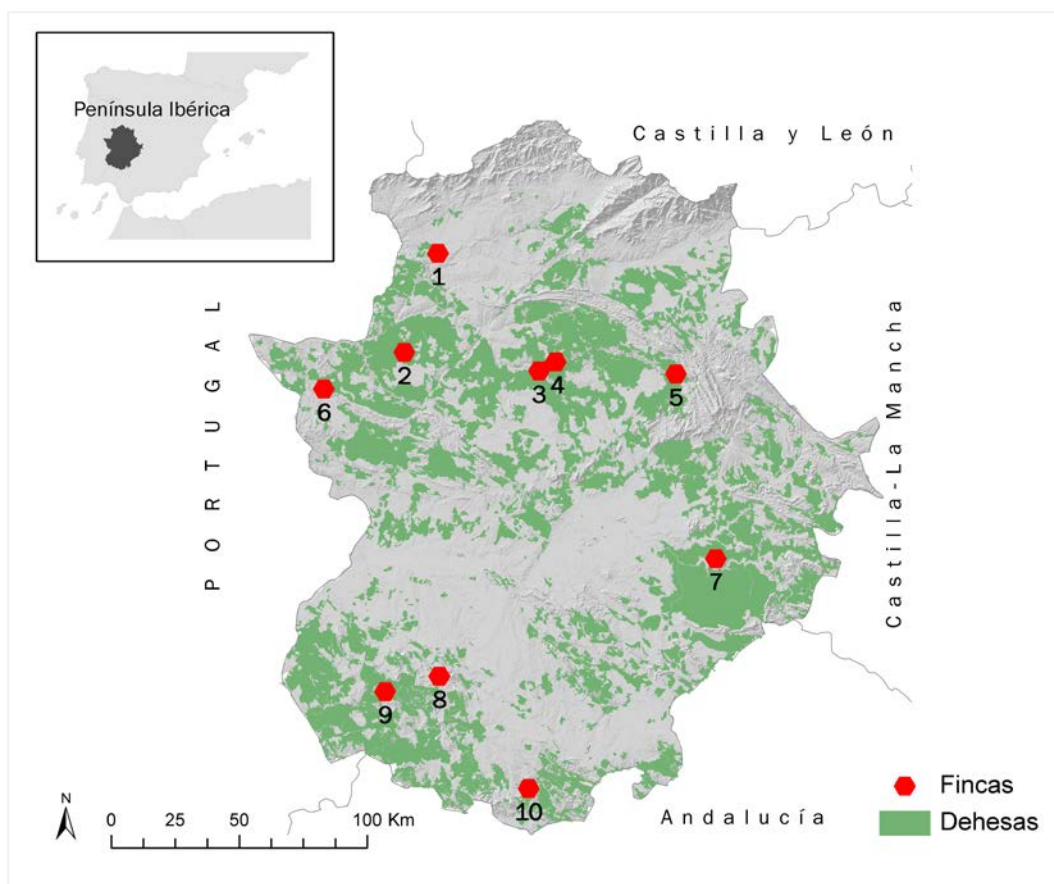 Península Ibérica
Castilla y León
PORTUGAL
Castilla-La Mancha
1
2
3
4
5
6
7
8
9
10
N
0 25 50 100 Km
Andalucía
Fincas
Dehesas